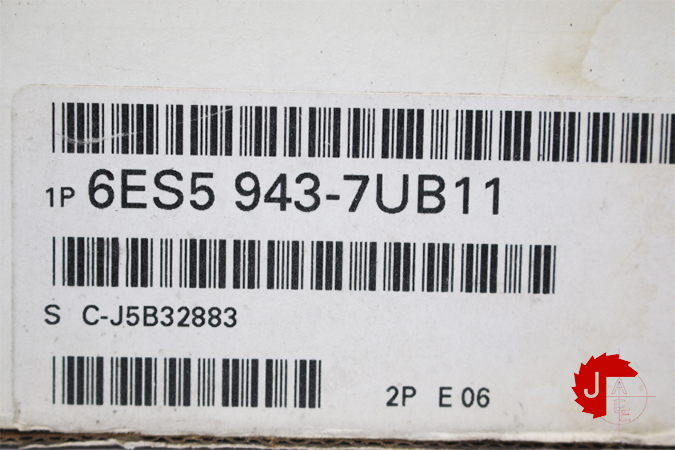 1P 6ES5 943-7UB11
S C-J5B32883
2P E 06
J
A